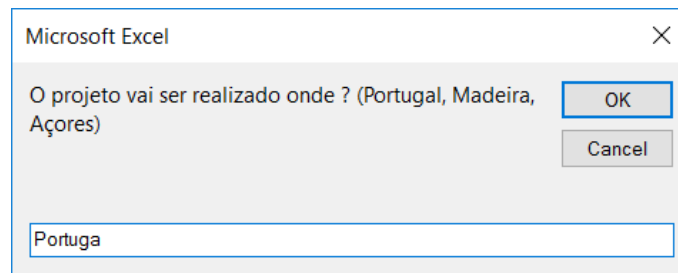 Microsoft Excel
O projeto vai ser realizado onde ? (Portugal, Madeira,
Açores)
OK
Cancel
Portuga